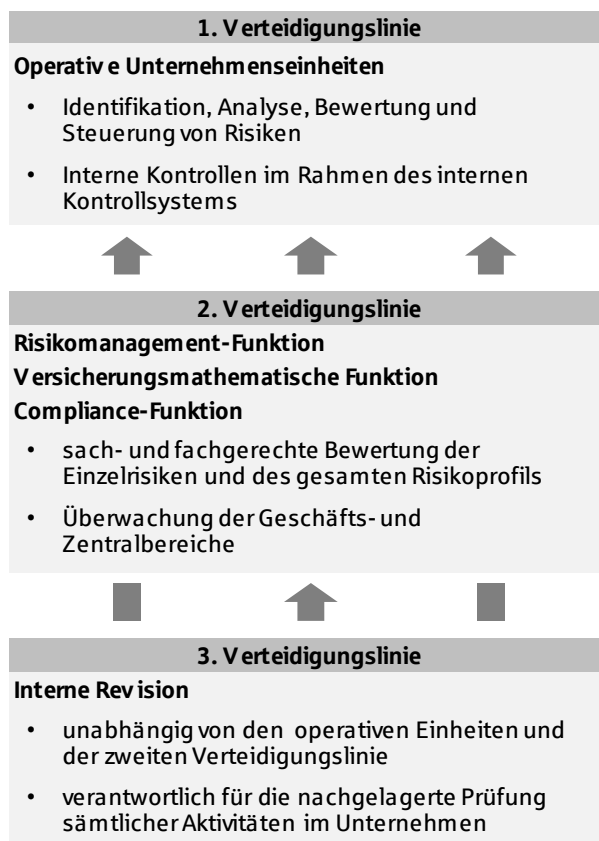 1. Verteidigungslinie
Operative Unternehmenseinheiten
• Identifikation, Analyse, Bewertung und
Steuerung von Risiken
• Interne Kontrollen im Rahmen des internen
Kontrollsystems
2. Verteidigungslinie
Risikomanagement-Funktion
Versicherungsmathematische Funktion
Compliance-Funktion
• sach- und fachgerechte Bewertung der
Einzelrisiken und des gesamten Risikoprofils
• Überwachung der Geschäfts- und
Zentralbereiche
3. Verteidigungslinie
Interne Revision
• unabhängig von den operativen Einheiten und
der zweiten Verteidigungslinie
• verantwortlich für die nachgelagerte Prüfung
sämtlicher Aktivitäten im Unternehmen